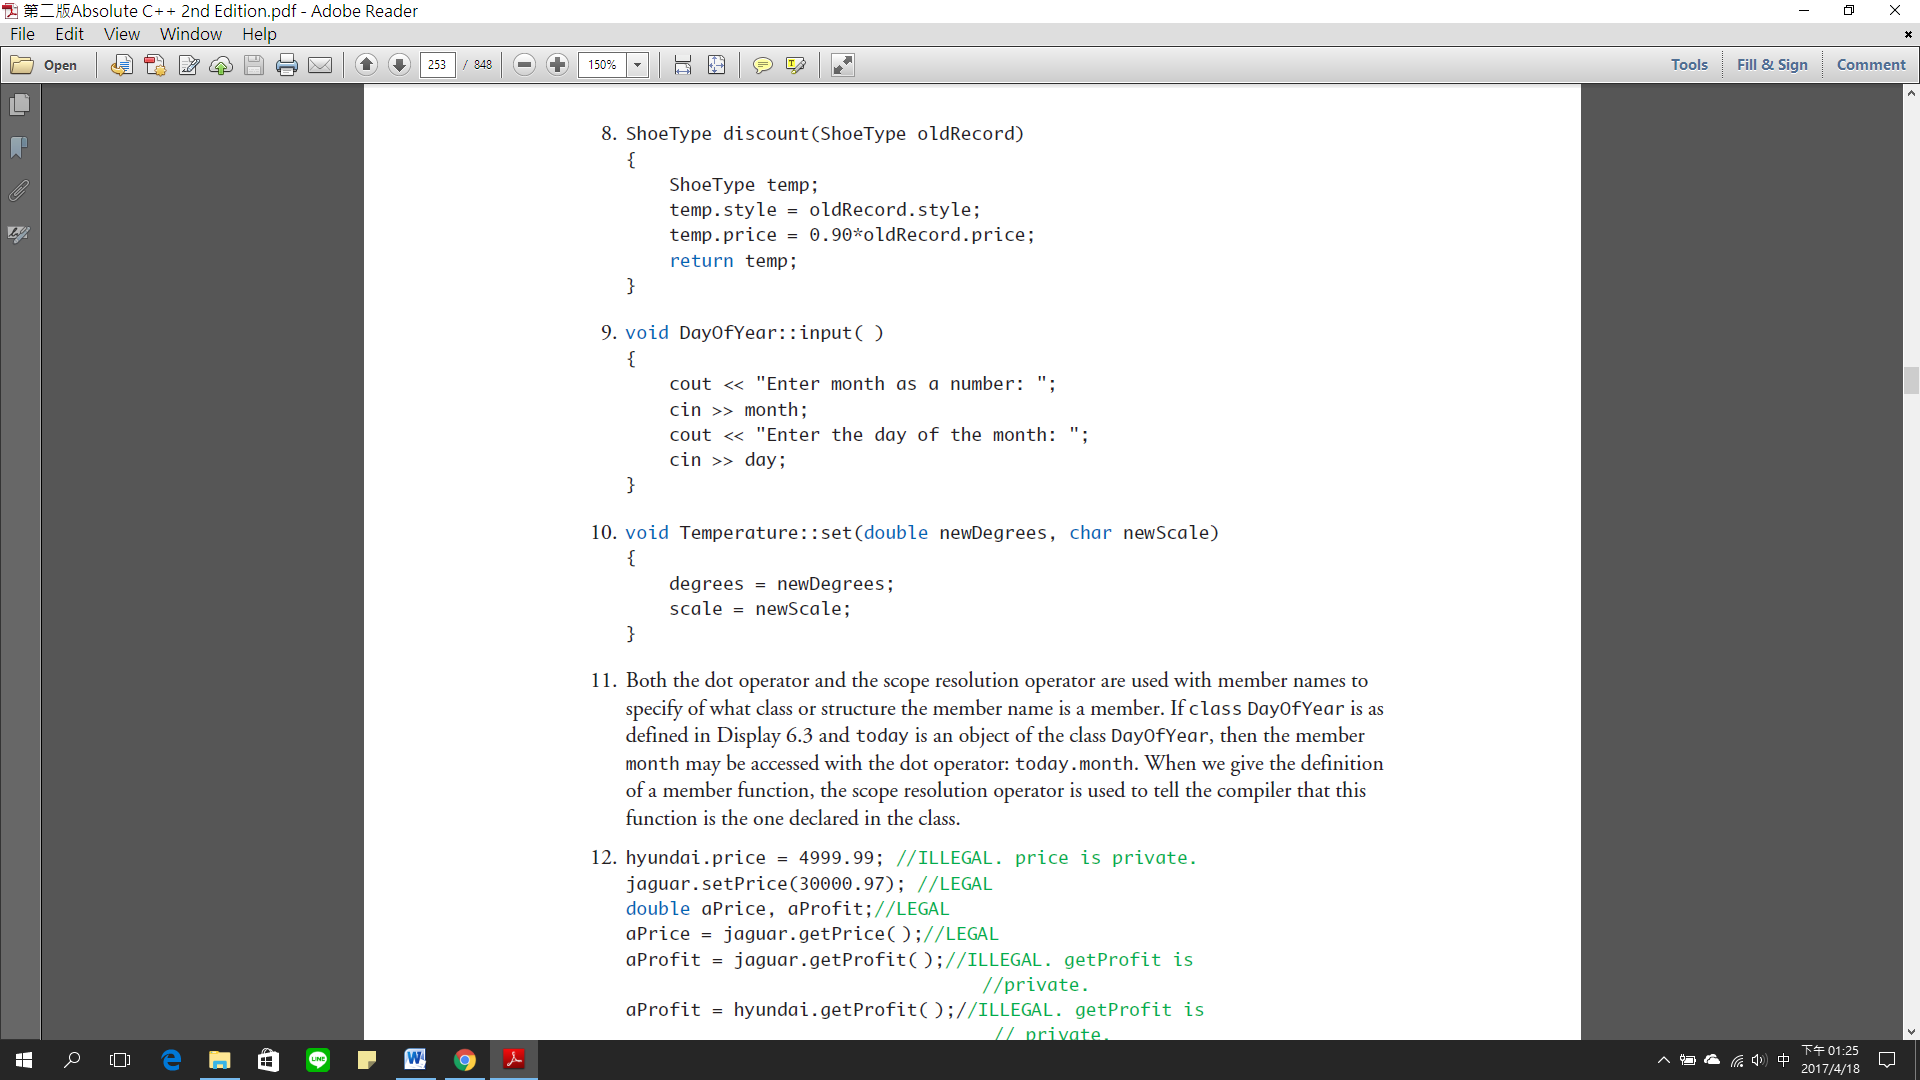 第二版Absolute C++ 2nd Edition.pdf - Adobe Reader
File Edit View Window Help
Open 253 / 848 150% Tools Fill & Sign Comment
8. ShoeType discount(ShoeType oldRecord)
{
ShoeType temp;
temp.style = oldRecord.style;
temp.price = 0.90*oldRecord.price;
return temp;
}
9. void DayOfYear::input( )
{
cout << "Enter month as a number: ";
cin >> month;
cout << "Enter the day of the month: ";
cin >> day;
}
10. void Temperature::set(double newDegrees, char newScale)
{
degrees = newDegrees;
scale = newScale;
}
11. Both the dot operator and the scope resolution operator are used with member names to
specify of what class or structure the member name is a member. If class DayOfYear is as
defined in Display 6.3 and today is an object of the class DayOfYear, then the member
month may be accessed with the dot operator: today.month. When we give the definition
of a member function, the scope resolution operator is used to tell the compiler that this
function is the one declared in the class.
12. hyundai.price = 4999.99; //ILLEGAL. price is private.
jaguar.setPrice(30000.97); //LEGAL
double aPrice, aProfit;//LEGAL
aPrice = jaguar.getPrice( );//LEGAL
aProfit = jaguar.getProfit( );//ILLEGAL. getProfit is
//private.
aProfit = hyundai.getProfit( );//ILLEGAL. getProfit is
// private.
LINE
中
下午 01:25
2017/4/18